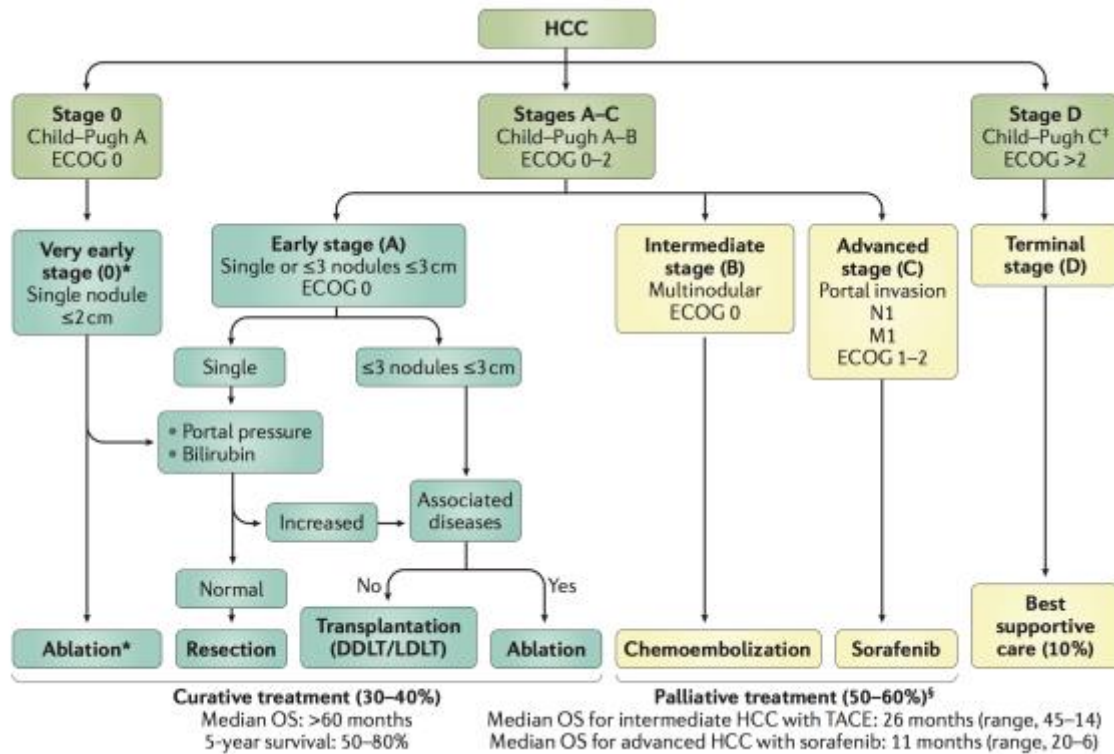 HCC
Stage 0
Child–Pugh A
ECOG 0
Stages A–C
Child–Pugh A–B
ECOG 0–2
Stage D
Child–Pugh C‡
ECOG >2
Very early
stage (0)*
Single nodule
≤2 cm
Early stage (A)
Single or ≤3 nodules ≤3 cm
ECOG 0
Intermediate
stage (B)
Multinodular
ECOG 0
Advanced
stage (C)
Portal invasion
N1
M1
ECOG 1–2
Terminal
stage (D)
Single
≤3 nodules ≤3 cm
• Portal pressure
• Bilirubin
Increased
Associated
diseases
Normal
No
Yes
Ablation*
Resection
Transplantation
(DDLT/LDLT)
Ablation
Chemoembolization
Sorafenib
Best
supportive
care (10%)
Curative treatment (30–40%)
Median OS: >60 months
5-year survival: 50–80%
Palliative treatment (50–60%)§
Median OS for intermediate HCC with TACE: 26 months (range, 45–14)
Median OS for advanced HCC with sorafenib: 11 months (range, 20–6)